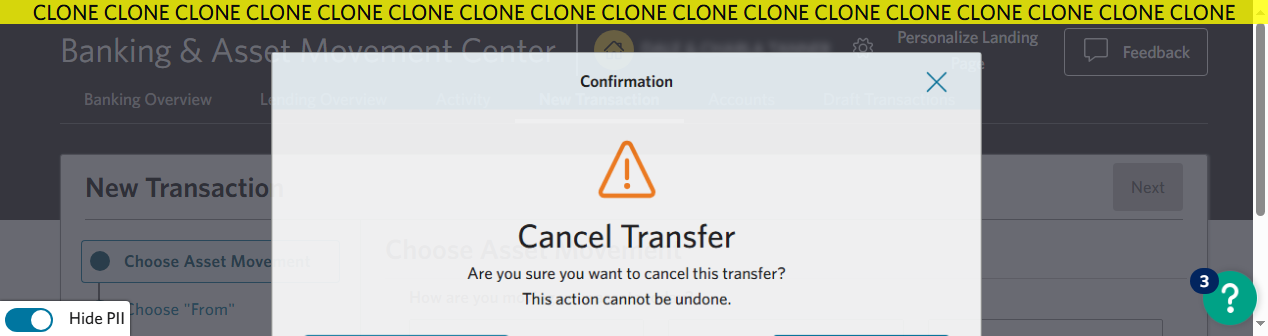 CLONE CLONE CLONE CLONE CLONE CLONE CLONE CLONE CLONE CLONE CLONE CLONE CLONE CLONE CLONE CLONE CLONE
Banking & Asset Movement Center
Personalize Landing
Page
Feedback
Confirmation
Banking Overview Lending Overview Activity New Transaction Accounts Draft Transactions
New Transaction
Next
Cancel Transfer
Choose Asset Movement
Choose Asset Movement
Are you sure you want to cancel this transfer?
How are you
This action cannot be undone.
Choose "From"
3
?
Hide PII